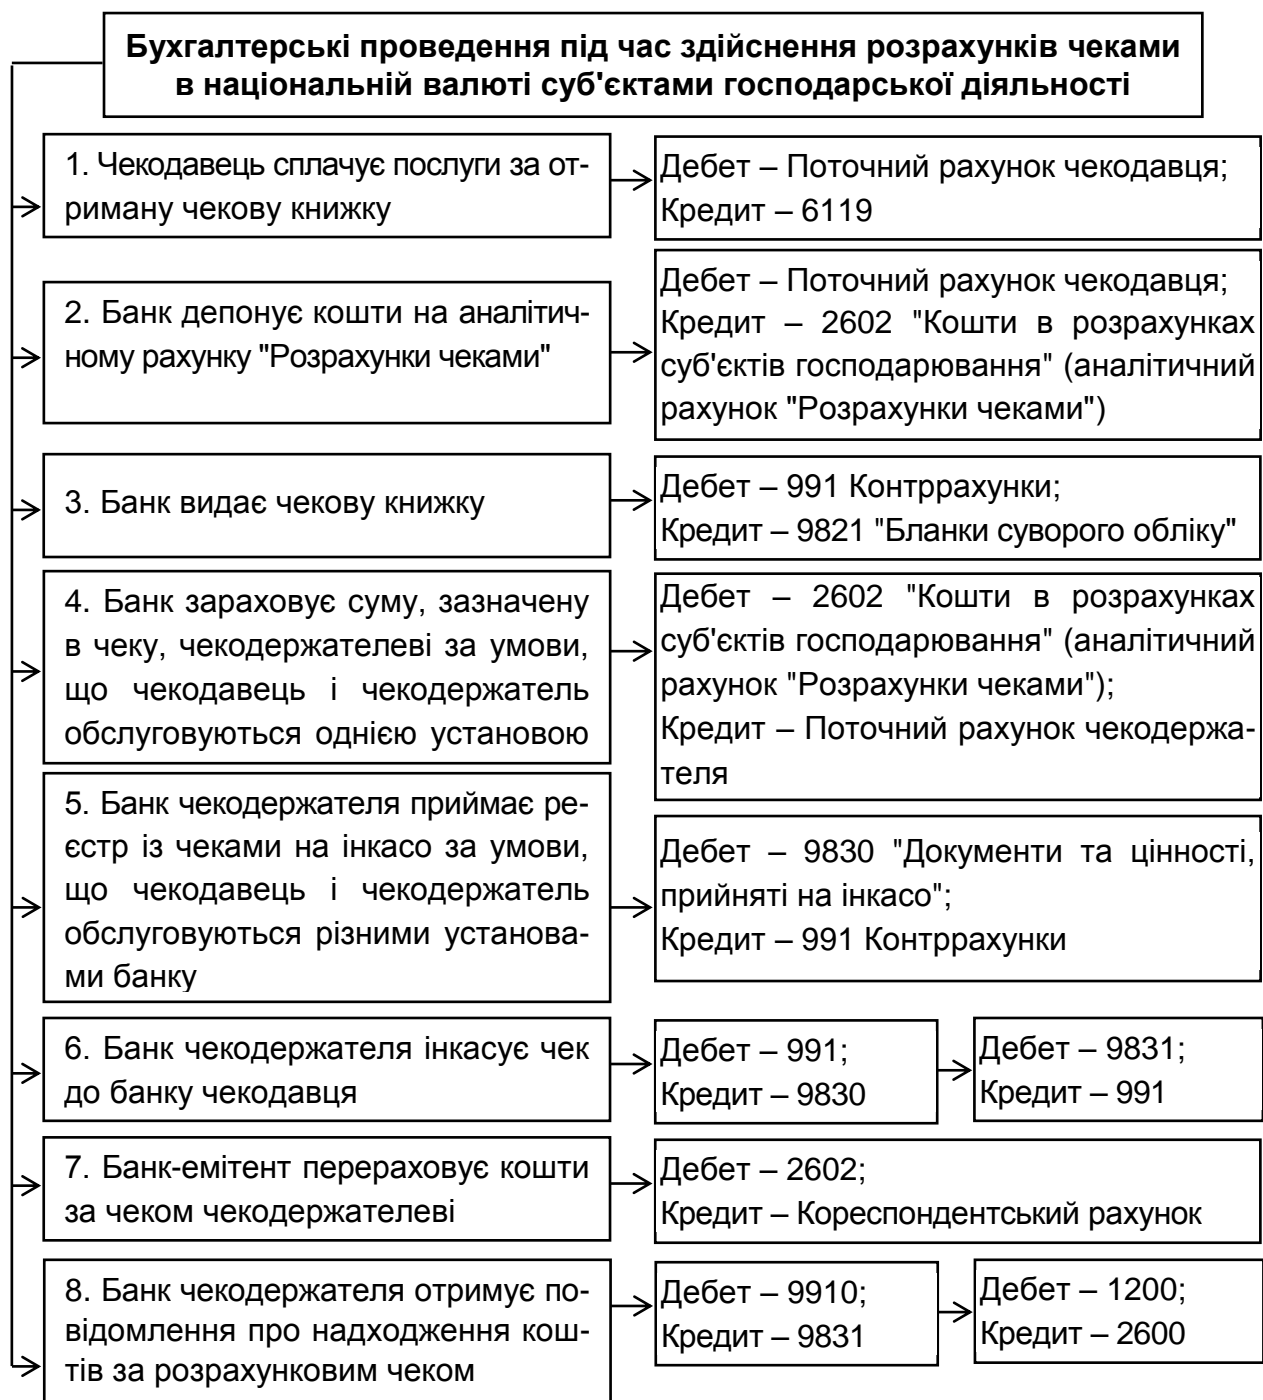 Бухгалтерські проведення під час здійснення розрахунків чеками
в національній валюті суб'єктами господарської діяльності
1. Чекодавець сплачує послуги за от-
риману чекову книжку
Дебет – Поточний рахунок чекодавця;
Кредит – 6119
2. Банк депонує кошти на аналітич-
ному рахунку "Розрахунки чеками"
Дебет – Поточний рахунок чекодавця;
Кредит – 2602 "Кошти в розрахунках
суб'єктів господарювання" (аналітичний
рахунок "Розрахунки чеками")
3. Банк видає чекову книжку
Дебет – 991 Контррахунки;
Кредит – 9821 "Бланки суворого обліку"
4. Банк зараховує суму, зазначену
в чеку, чекодержателеві за умови,
що чекодавець і чекодержатель
обслуговуються однією установою
Дебет – 2602 "Кошти в розрахунках
суб'єктів господарювання" (аналітичний
рахунок "Розрахунки чеками");
Кредит – Поточний рахунок чекодержа-
теля
5. Банк чекодержателя приймає ре-
єстр із чеками на інкасо за умови,
що чекодавець і чекодержатель
обслуговуються різними установа-
ми банку
Дебет – 9830 "Документи та цінності,
прийняті на інкасо";
Кредит – 991 Контррахунки
6. Банк чекодержателя інкасує чек
до банку чекодавця
Дебет – 991;
Кредит – 9830
Дебет – 9831;
Кредит – 991
7. Банк-емітент перераховує кошти
за чеком чекодержателеві
Дебет – 2602;
Кредит – Кореспондентський рахунок
8. Банк чекодержателя отримує по-
відомлення про надходження кош-
тів за розрахунковим чеком
Дебет – 9910;
Кредит – 9831
Дебет – 1200;
Кредит – 2600